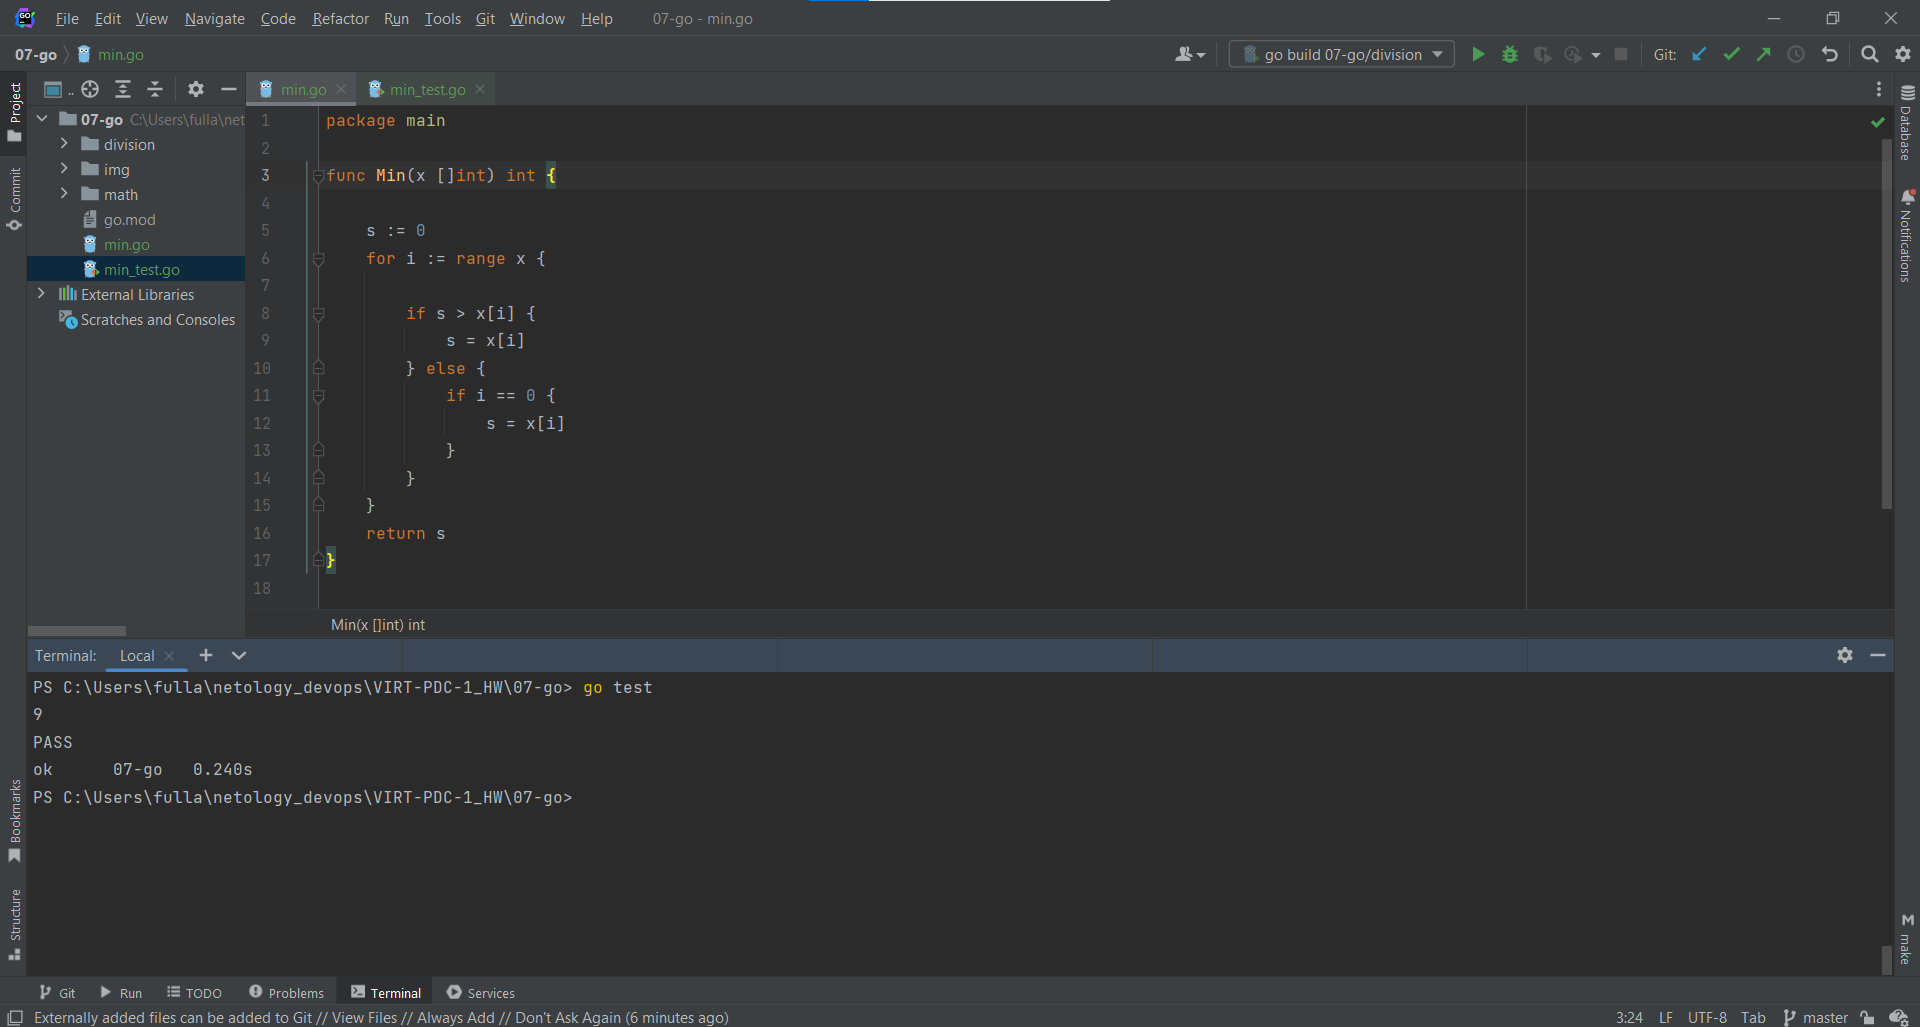 GO
File Edit View Navigate Code Refactor Run Tools Git Window Help 07-go - min.go
07-go min.go go build 07-go/division Git:
Project
Commit
Bookmarks
Structure
.. min.go min_test.go
07-go C:\Users\fulla\net
division
img
math
go.mod
min.go
min_test.go
External Libraries
Scratches and Consoles
1 package main
2
3 func Min(x []int) int {
4
5 s := 0
6 for i := range x {
7
8 if s > x[i] {
9 s = x[i]
10 } else {
11 if i == 0 {
12 s = x[i]
13 }
14 }
15 }
16 return s
17 }
18
Min(x []int) int
Database
Notifications
make
Terminal: Local
PS C:\Users\fulla\netology_devops\VIRT-PDC-1_HW\07-go> go test
9
PASS
ok 07-go 0.240s
PS C:\Users\fulla\netology_devops\VIRT-PDC-1_HW\07-go>
Git Run TODO Problems Terminal Services
Externally added files can be added to Git // View Files // Always Add // Don't Ask Again (6 minutes ago) 3:24 LF UTF-8 Tab master